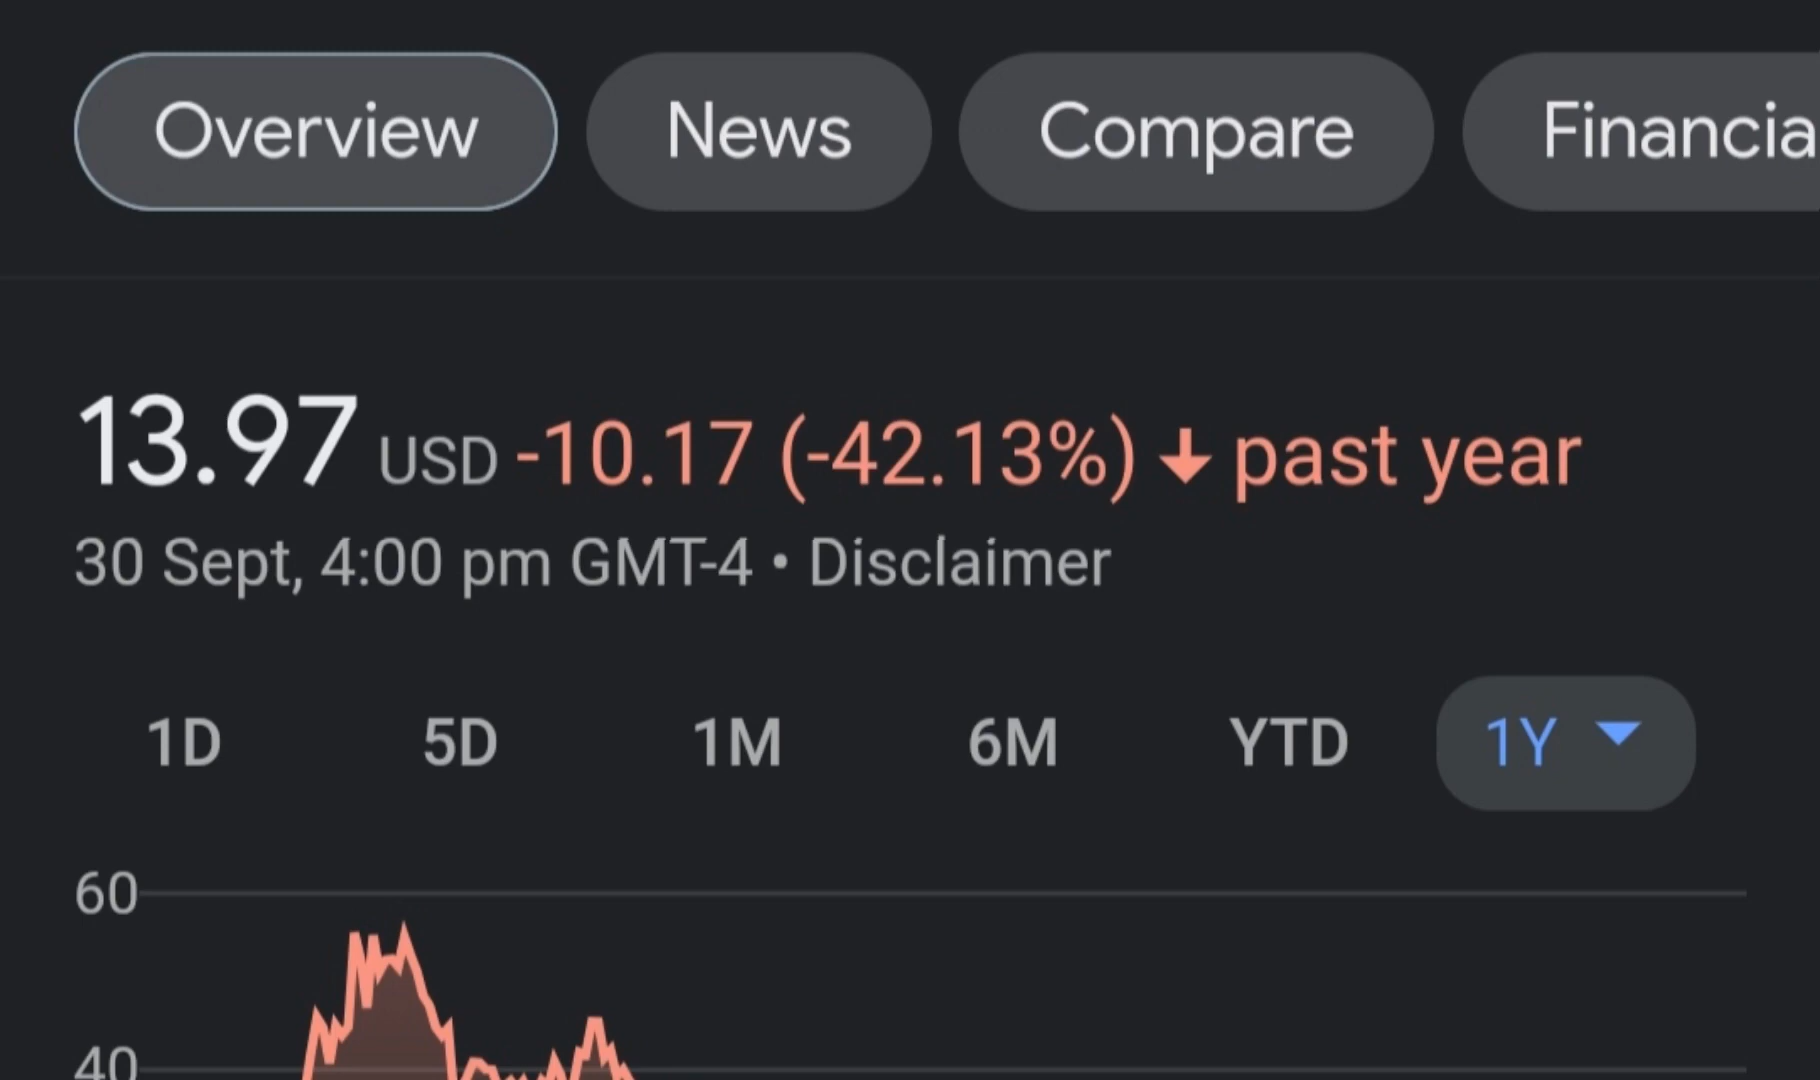 Overview News Compare Financia
13.97 USD -10.17 (-42.13%) ↓ past year
30 Sept, 4:00 pm GMT-4 • Disclaimer
1D 5D 1M 6M YTD 1Y
60
40